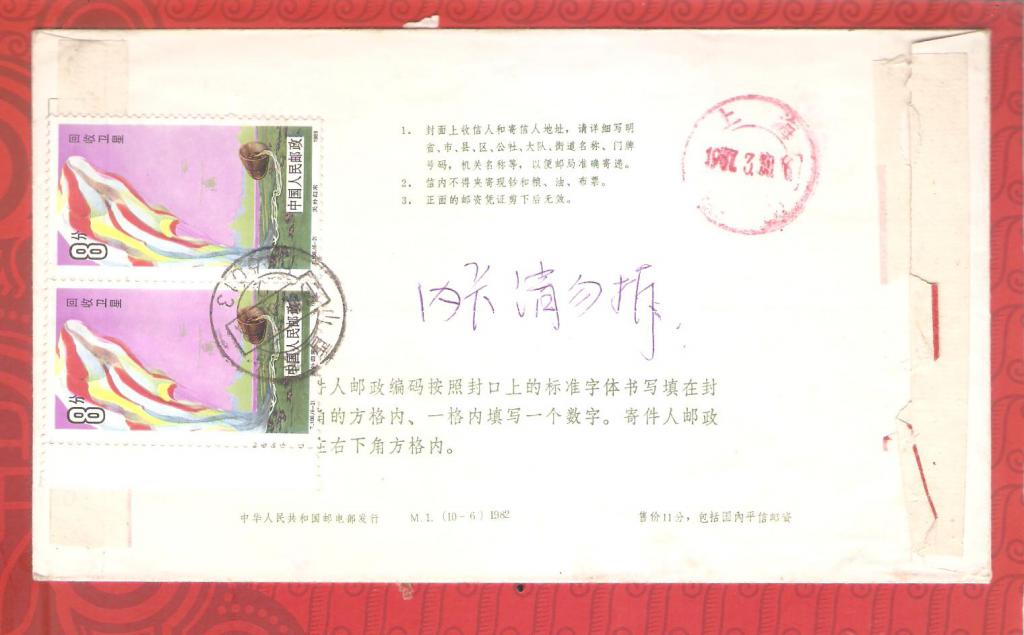 回收卫星
中国人民邮政
8分
回收卫星
中国人民邮政
8分
1. 封面上收信人和寄信人地址，请详细写明
省、市、县、区、公社、大队、街道名称、门牌
号码，机关名称等，以便邮局准确寄递。
2. 信内不得夹寄现钞和粮、油、布票。
3. 正面的邮资凭证剪下后无效。
上海
内卡请勿折.
件人邮政编码按照封口上的标准字体书写填在封
角的方格内、一格内填写一个数字。寄件人邮政
在右下角方格内。
中华人民共和国邮电部发行 M.1. (10-6) 1982 售价11分，包括国内平信邮资